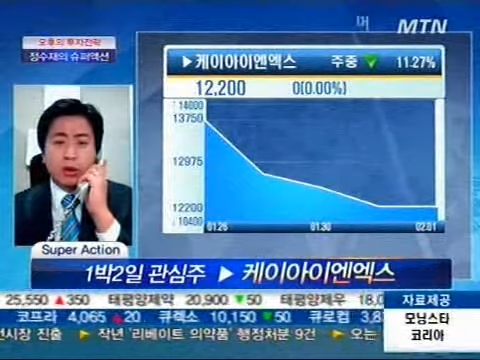 MTN
오후의 투자전략
정수재의 슈퍼액션
▶케이아이엔엑스 주중 ▼ 11.27%
12,200 0(0.00%)
14000
13750
12975
12200
10400
01.26 01.30 02.01
Super Action
1박2일 관심주 ▶ 케이아이엔엑스
25,550 ▲350 태평양제약 20,900 ▼50 태평양제우 18,0
코프라 4,065 ▲20 큐렉소 10,150 ▼50 큐로컴 3,8
전시장 진출 ▶ 작년 '리베이트 의약품' 행정처분 9건 ▶ 오는
자료제공
모닝스타
코리아